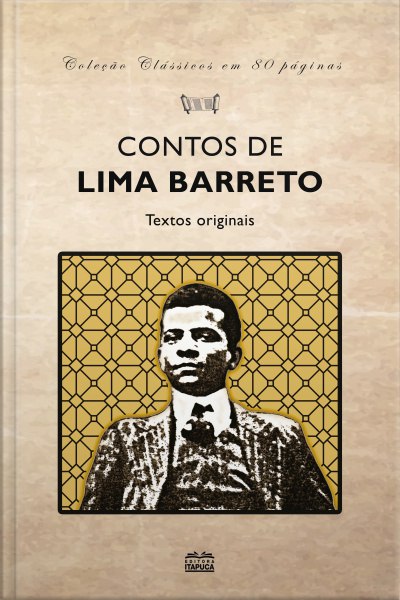 Coleção Clássicos em 80 páginas
CONTOS DE
LIMA BARRETO
Textos originais
EDITORA
ITAPUCA